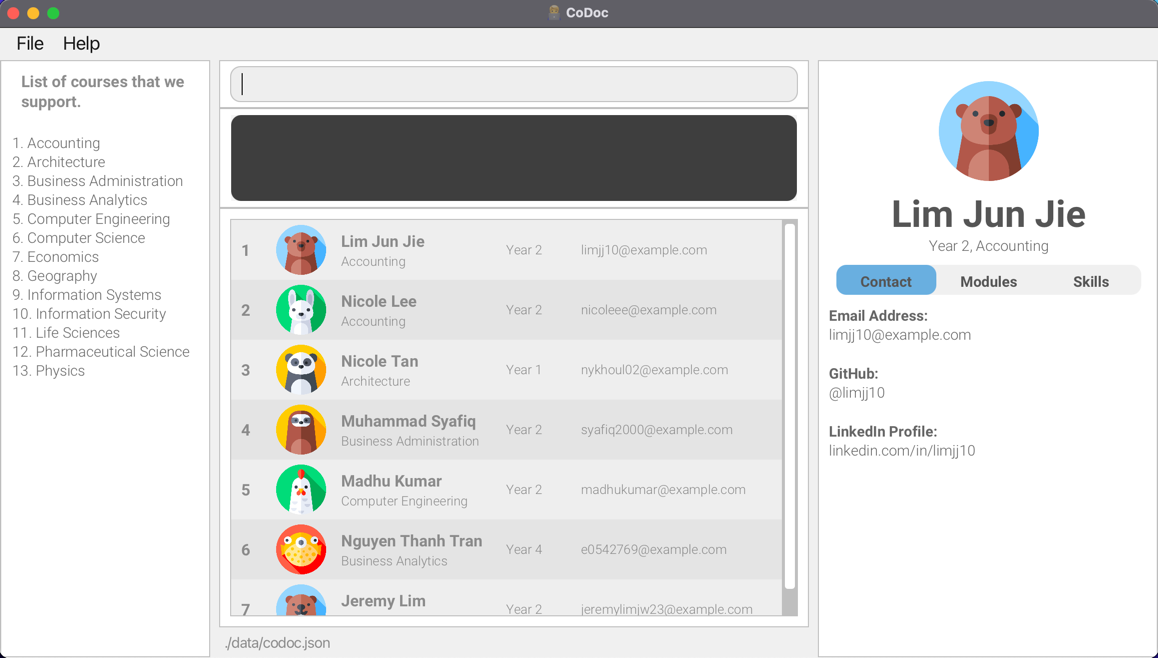 CoDoc
File Help
List of courses that we
support.
1. Accounting
2. Architecture
3. Business Administration
4. Business Analytics
5. Computer Engineering
6. Computer Science
7. Economics
8. Geography
9. Information Systems
10. Information Security
11. Life Sciences
12. Pharmaceutical Science
13. Physics
1 Lim Jun Jie Year 2 limjj10@example.com
Accounting
2 Nicole Lee Year 2 nicoleee@example.com
Accounting
3 Nicole Tan Year 1 nykhoul02@example.com
Architecture
4 Muhammad Syafiq Year 2 syafiq2000@example.com
Business Administration
5 Madhu Kumar Year 2 madhukumar@example.com
Computer Engineering
6 Nguyen Thanh Tran Year 4 e0542769@example.com
Business Analytics
7 Jeremy Lim Year 2 jeremylimjw23@example.com
./data/codoc.json
Lim Jun Jie
Year 2, Accounting
Contact Modules Skills
Email Address:
limjj10@example.com
GitHub:
@limjj10
LinkedIn Profile:
linkedin.com/in/limjj10